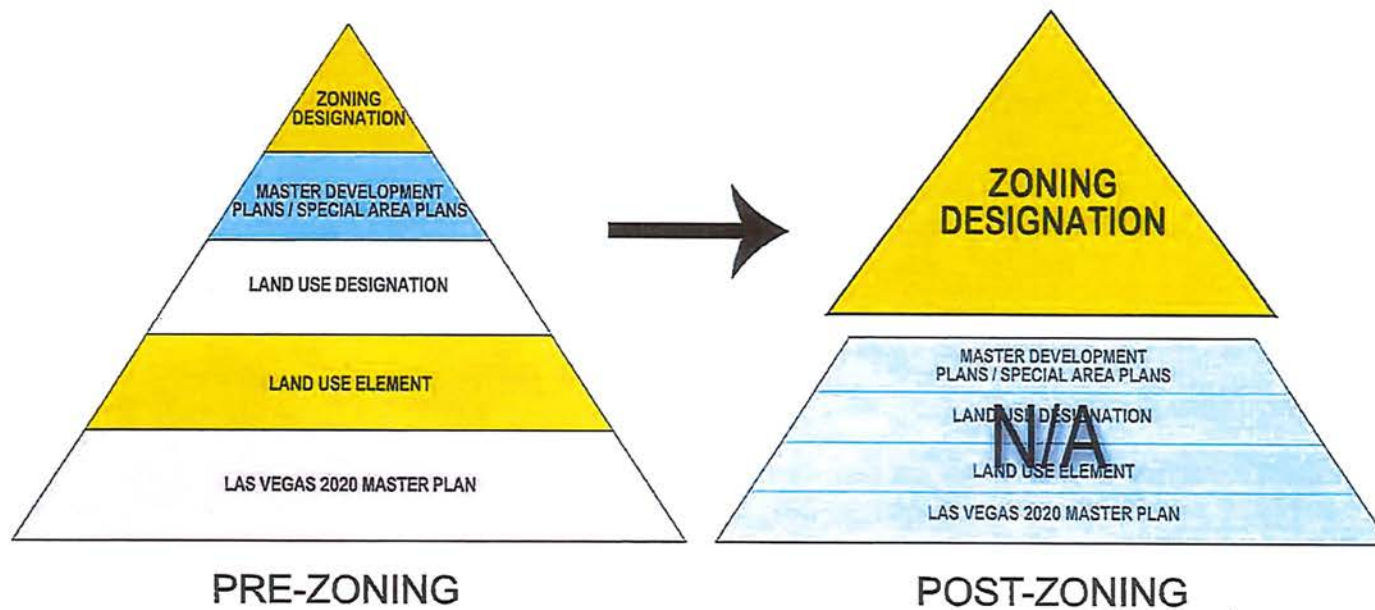 ZONING
DESIGNATION
MASTER DEVELOPMENT
PLANS / SPECIAL AREA PLANS
LAND USE DESIGNATION
LAND USE ELEMENT
LAS VEGAS 2020 MASTER PLAN
PRE-ZONING
ZONING
DESIGNATION
MASTER DEVELOPMENT
PLANS / SPECIAL AREA PLANS
LAND USE DESIGNATION
N/A
LAND USE ELEMENT
LAS VEGAS 2020 MASTER PLAN
POST-ZONING